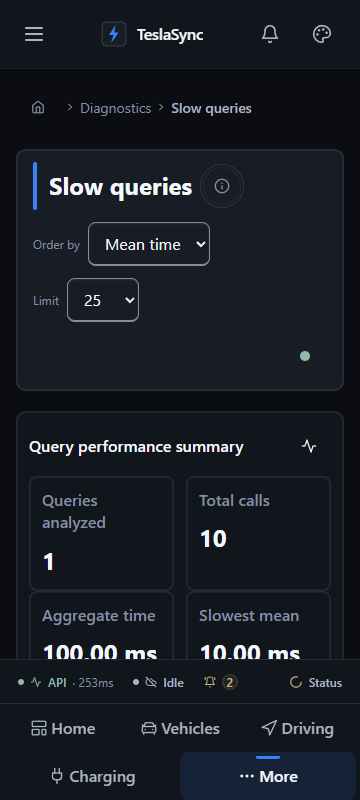 TeslaSync
Diagnostics
Slow queries
Slow queries
Order by
Mean time
Limit
25
Query performance summary
Queries analyzed
1
Total calls
10
Aggregate time
100.00 ms
Slowest mean
10.00 ms
API · 253ms
Idle
2
Status
Home
Vehicles
Driving
Charging
More